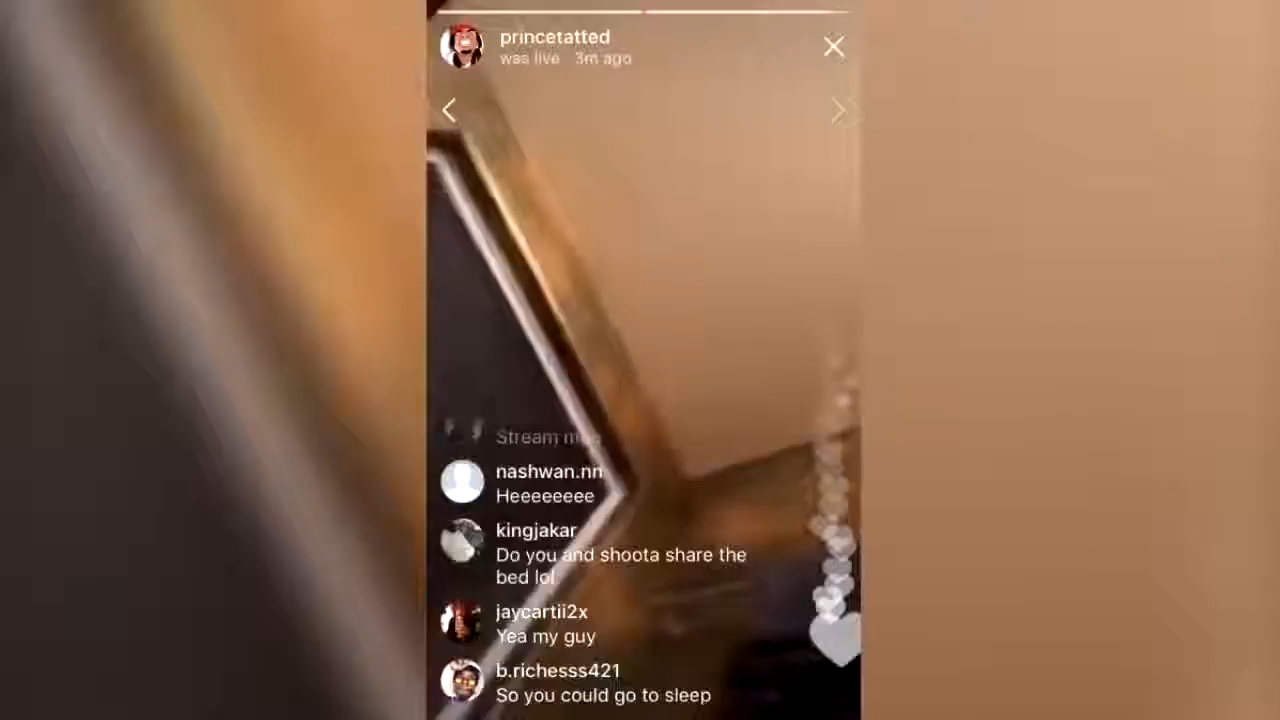 princetatted
was live 3m ago
Stream
nashwan.nn
Heeeeeeee
kingjakar
Do you and shoota share the
bed lol
jaycartii2x
Yea my guy
b.richesss421
So you could go to sleep